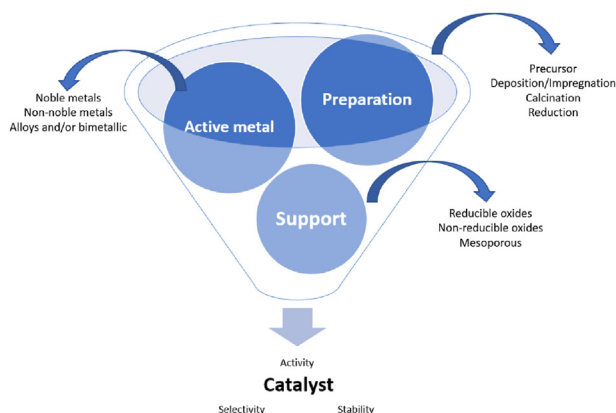 Noble metals
Non-noble metals
Alloys and/or bimetallic
Active metal
Preparation
Precursor
Deposition/Impregnation
Calcination
Reduction
Support
Reducible oxides
Non-reducible oxides
Mesoporous
Activity
Catalyst
Selectivity Stability